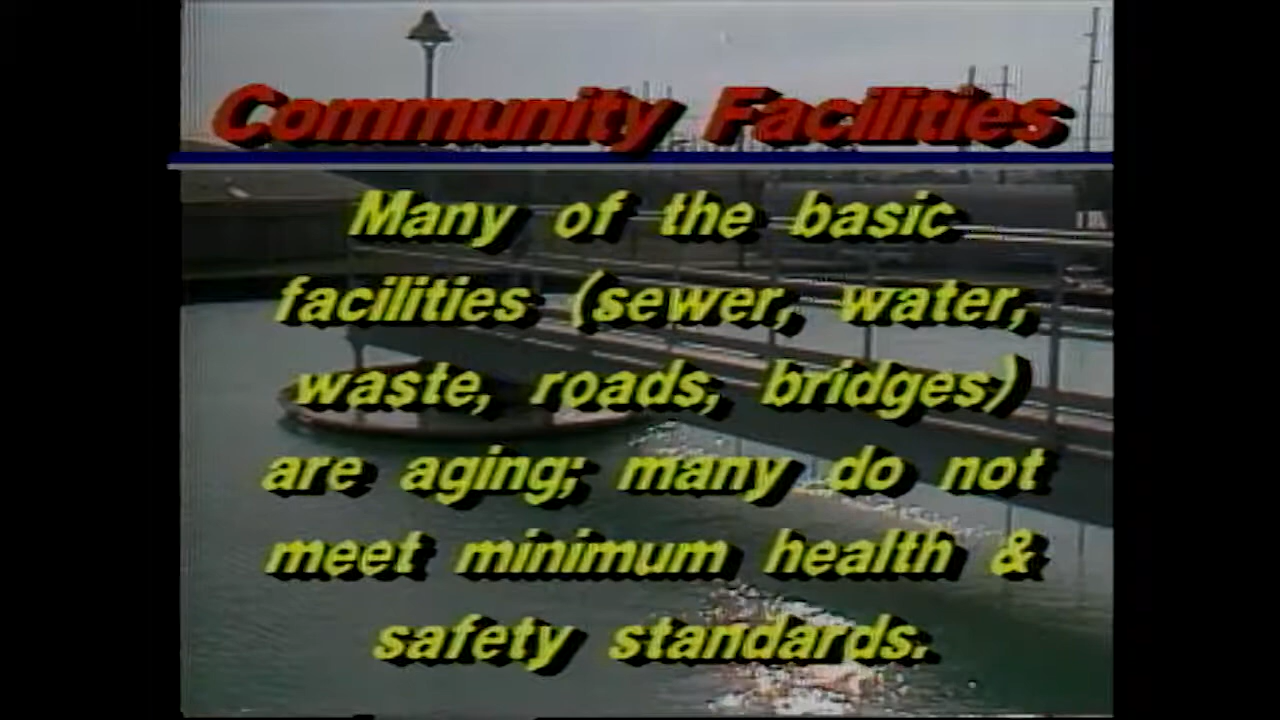 Community Facilities
Many of the basic
facilities (sewer, water,
waste, roads, bridges)
are aging; many do not
meet minimum health &
safety standards.